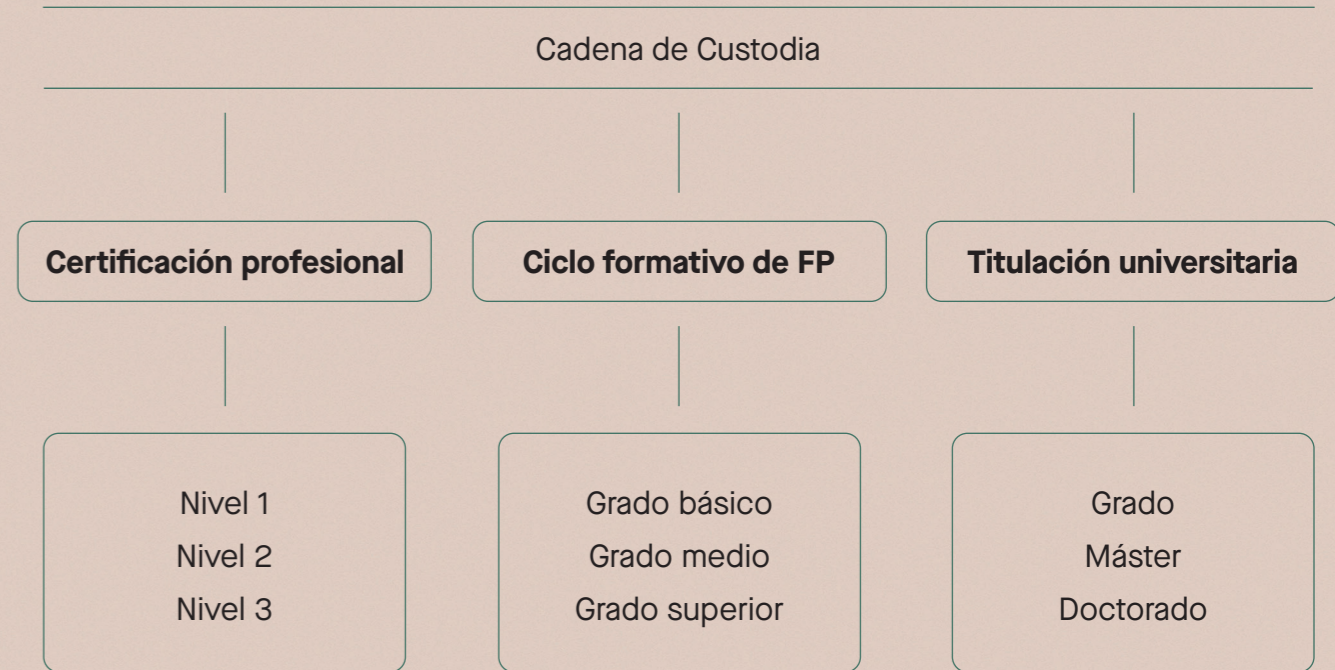 Cadena de Custodia
Certificación profesional
Ciclo formativo de FP
Titulación universitaria
Nivel 1
Nivel 2
Nivel 3
Grado básico
Grado medio
Grado superior
Grado
Máster
Doctorado